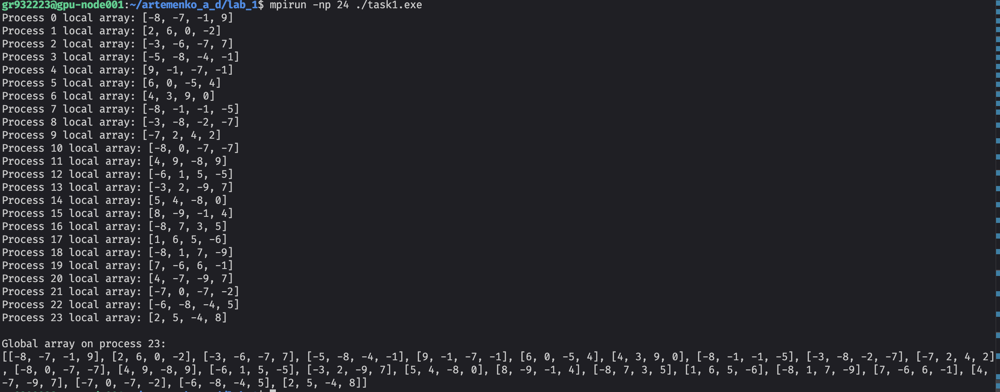 gr932223@gpu-node001:~/artemenko_a_d/lab_1$ mpirun -np 24 ./task1.exe
Process 0 local array: [-8, -7, -1, 9]
Process 1 local array: [2, 6, 0, -2]
Process 2 local array: [-3, -6, -7, 7]
Process 3 local array: [-5, -8, -4, -1]
Process 4 local array: [9, -1, -7, -1]
Process 5 local array: [6, 0, -5, 4]
Process 6 local array: [4, 3, 9, 0]
Process 7 local array: [-8, -1, -1, -5]
Process 8 local array: [-3, -8, -2, -7]
Process 9 local array: [-7, 2, 4, 2]
Process 10 local array: [-8, 0, -7, -7]
Process 11 local array: [4, 9, -8, 9]
Process 12 local array: [-6, 1, 5, -5]
Process 13 local array: [-3, 2, -9, 7]
Process 14 local array: [5, 4, -8, 0]
Process 15 local array: [8, -9, -1, 4]
Process 16 local array: [-8, 7, 3, 5]
Process 17 local array: [1, 6, 5, -6]
Process 18 local array: [-8, 1, 7, -9]
Process 19 local array: [7, -6, 6, -1]
Process 20 local array: [4, -7, -9, 7]
Process 21 local array: [-7, 0, -7, -2]
Process 22 local array: [-6, -8, -4, 5]
Process 23 local array: [2, 5, -4, 8]
Global array on process 23:
[[-8, -7, -1, 9], [2, 6, 0, -2], [-3, -6, -7, 7], [-5, -8, -4, -1], [9, -1, -7, -1], [6, 0, -5, 4], [4, 3, 9, 0], [-8, -1, -1, -5], [-3, -8, -2, -7], [-7, 2, 4, 2]
, [-8, 0, -7, -7], [4, 9, -8, 9], [-6, 1, 5, -5], [-3, 2, -9, 7], [5, 4, -8, 0], [8, -9, -1, 4], [-8, 7, 3, 5], [1, 6, 5, -6], [-8, 1, 7, -9], [7, -6, 6, -1], [4,
-7, -9, 7], [-7, 0, -7, -2], [-6, -8, -4, 5], [2, 5, -4, 8]]